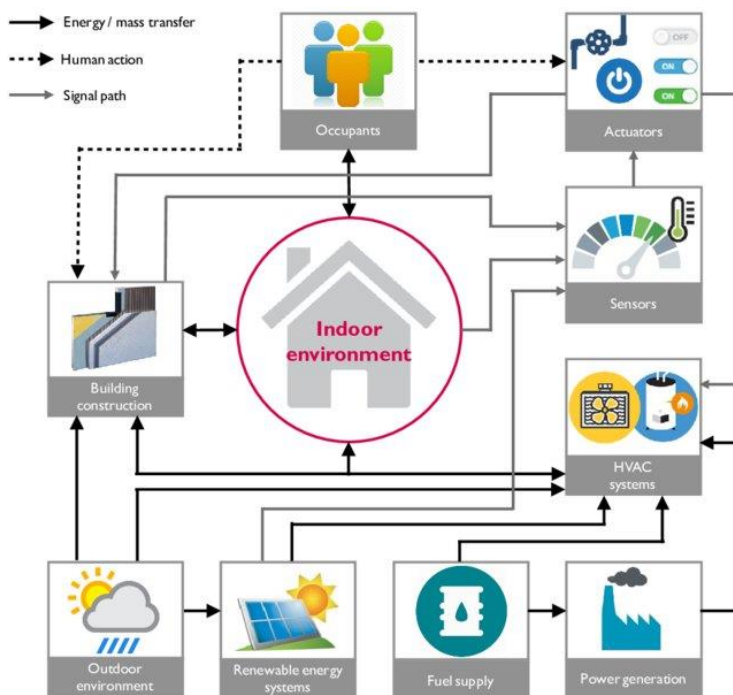 Energy / mass transfer
Human action
Signal path
Occupants
OFF
ON
ON
Actuators
Sensors
Indoor
environment
Building
construction
HVAC
systems
Outdoor
environment
Renewable energy
systems
Fuel supply
Power generation